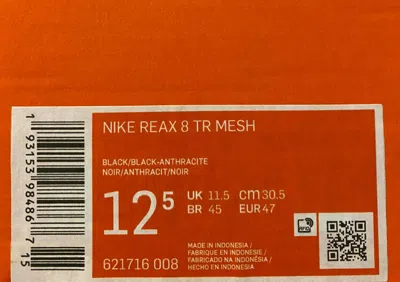 NIKE REAX 8 TR MESH
BLACK/BLACK-ANTHRACITE
NOIR/ANTHRACIT/NOIR
12 5 UK 11.5 cm 30.5
BR 45 EUR 47
MADE IN INDONESIA /
FABRIQUE EN INDONESIE /
FABRICADO NA INDONÉSIA /
HECHO EN INDONESIA
621716 008
1 93153 98486 7 15